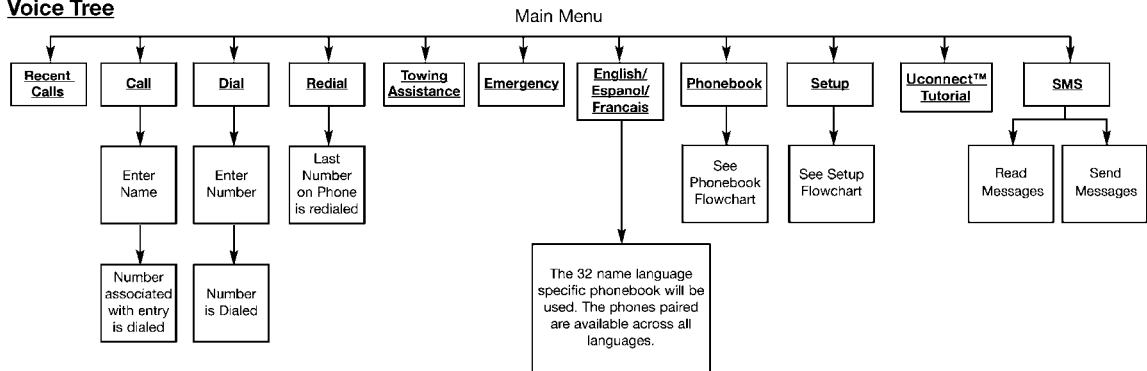 Voice Tree
Main Menu
Recent
Calls
Call
Dial
Redial
Towing
Assistance
Emergency
English/
Espanol/
Francais
Phonebook
Setup
Uconnect™
Tutorial
SMS
Enter
Name
Enter
Number
Last
Number
on Phone
is redialed
See
Phonebook
Flowchart
See Setup
Flowchart
Read
Messages
Send
Messages
Number
associated
with entry
is dialed
Number
is Dialed
The 32 name language
specific phonebook will be
used. The phones paired
are available across all
languages.